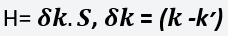 H= δk. S, δk = (k -k′)